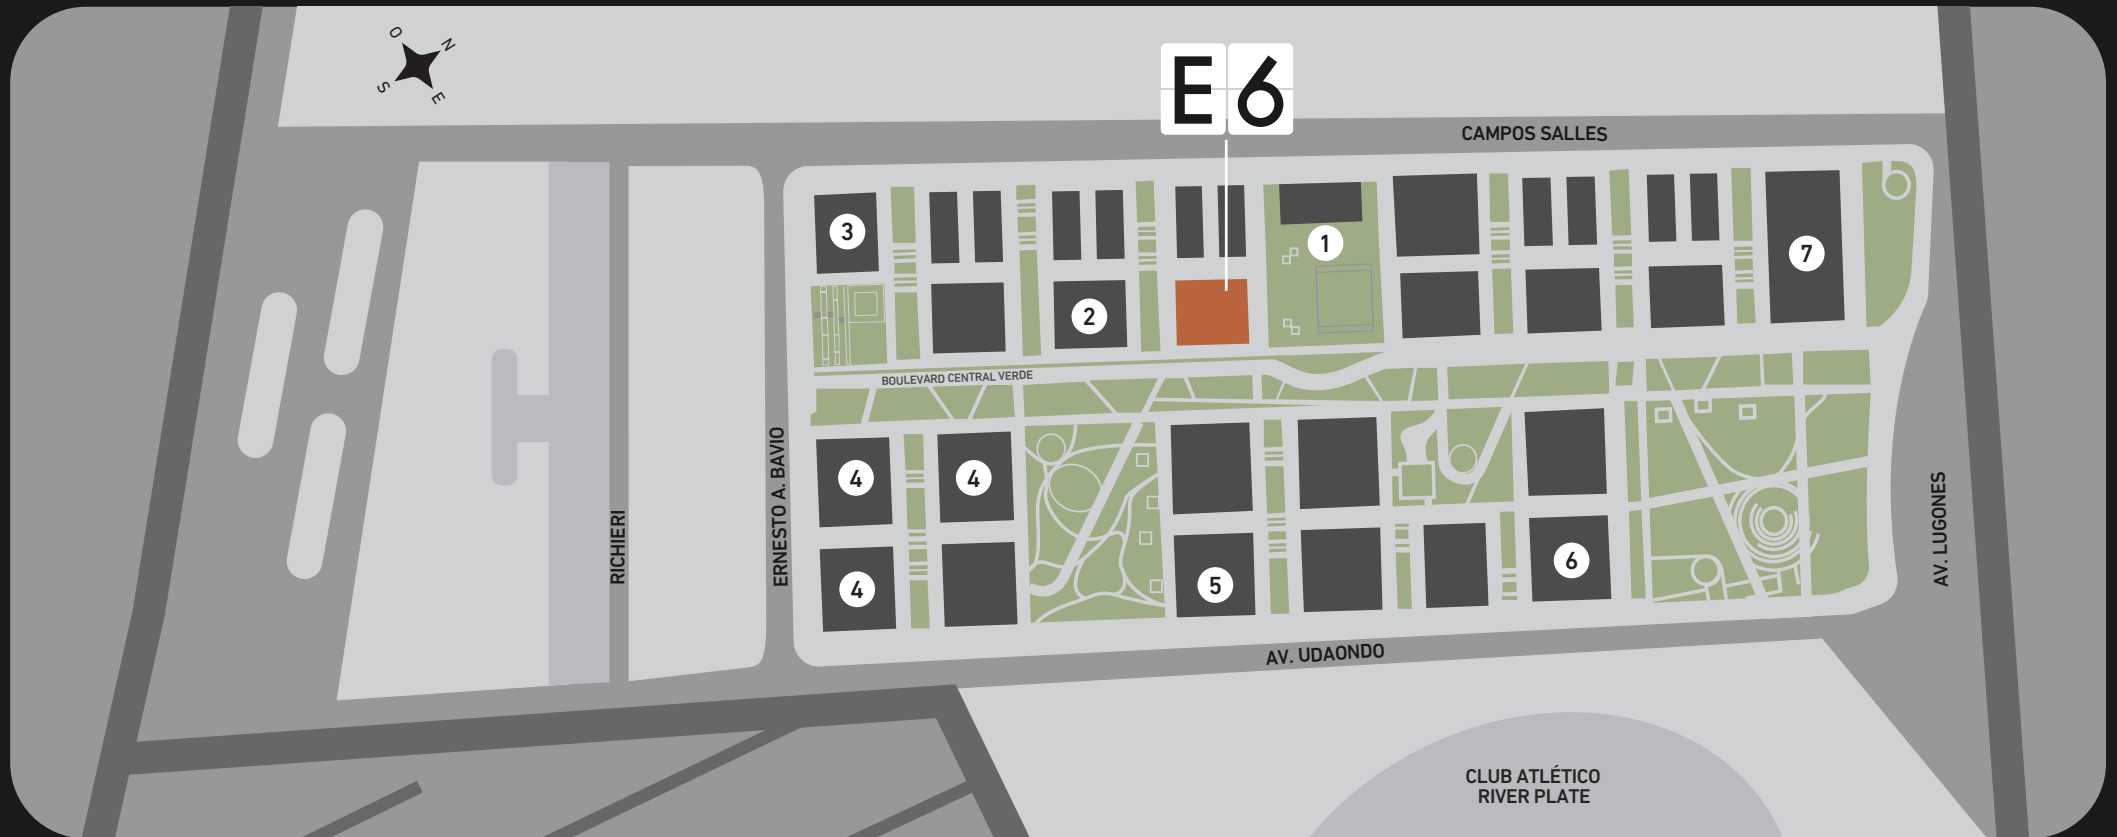 O
N
S
E
E6
CAMPOS SALLES
3
1
7
2
BOULEVARD CENTRAL VERDE
4
4
RICHIERI
ERNESTO A. BAVIO
AV. LUGONES
4
5
6
AV. UDAONDO
CLUB ATLÉTICO
RIVER PLATE